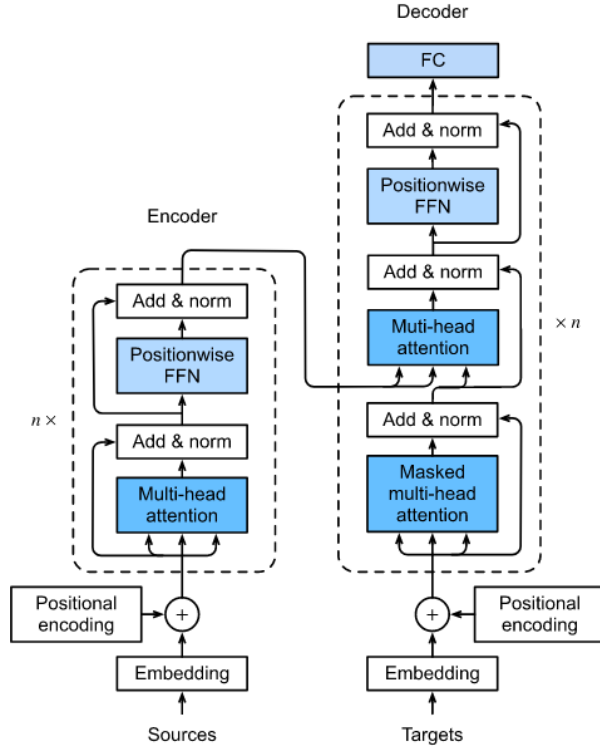 Decoder
FC
Add & norm
Positionwise
FFN
Add & norm
Muti-head
attention
× n
Add & norm
Masked
multi-head
attention
Positional
encoding
+
Embedding
Targets
Encoder
Add & norm
Positionwise
FFN
n ×
Add & norm
Multi-head
attention
Positional
encoding
+
Embedding
Sources